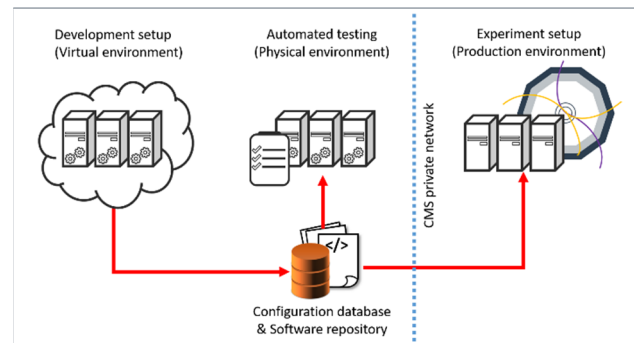 Development setup
(Virtual environment)
Automated testing
(Physical environment)
Experiment setup
(Production environment)
CMS private network
</>
Configuration database
& Software repository